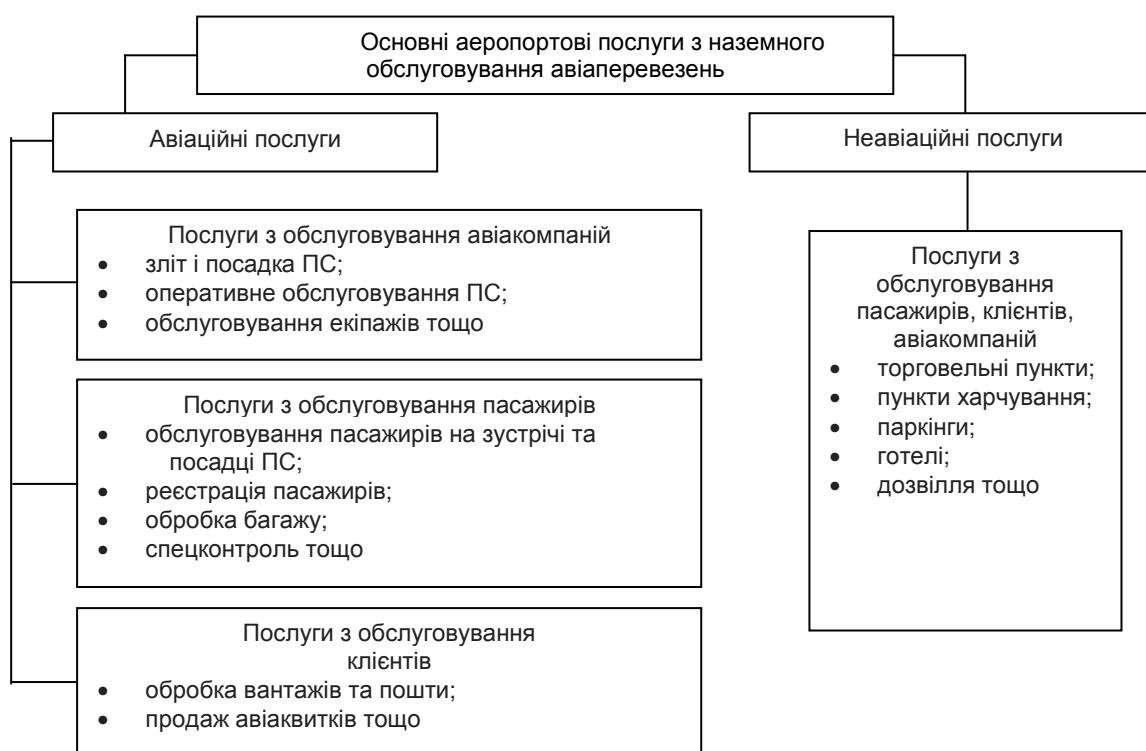 Основні аеропортові послуги з наземного
обслуговування авіаперевезень
Авіаційні послуги
Неавіаційні послуги
Послуги з обслуговування авіакомпаній
• зліт і посадка ПС;
• оперативне обслуговування ПС;
• обслуговування екіпажів тощо
Послуги з обслуговування пасажирів
• обслуговування пасажирів на зустрічі та
посадці ПС;
• реєстрація пасажирів;
• обробка багажу;
• спецконтроль тощо
Послуги з обслуговування
клієнтів
• обробка вантажів та пошти;
• продаж авіаквитків тощо
Послуги з
обслуговування
пасажирів, клієнтів,
авіакомпаній
• торговельні пункти;
• пункти харчування;
• паркінги;
• готелі;
• дозвілля тощо